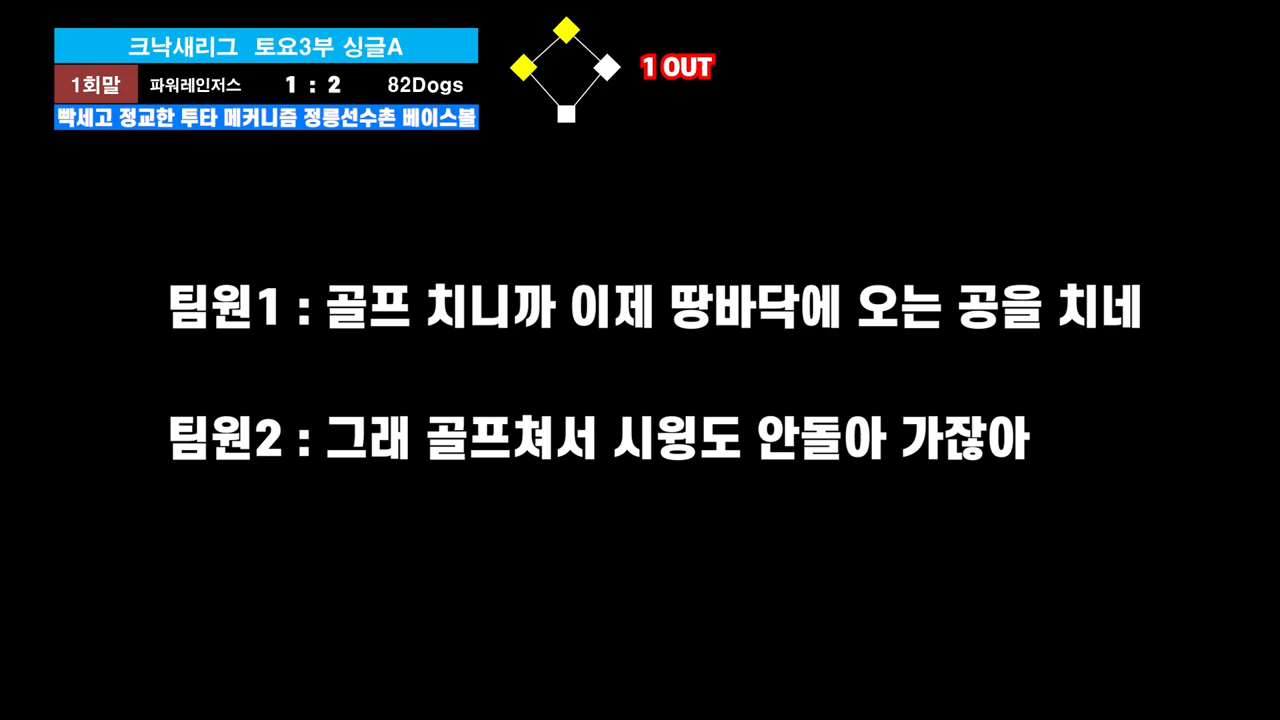 크낙새리그 토요3부 싱글A
1회말 파워레인저스 1 : 2 82Dogs
빡세고 정교한 투타 메커니즘 정릉선수촌 베이스볼
1 OUT
팀원1 : 골프 치니까 이제 땅바닥에 오는 공을 치네
팀원2 : 그래 골프쳐서 시윙도 안돌아 가잖아